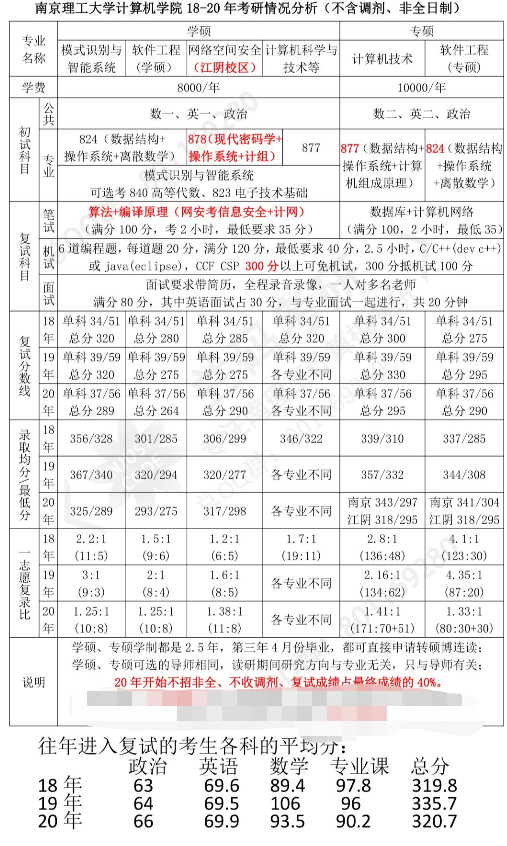 南京理工大学计算机学院 18-20 年考研情况分析（不含调剂、非全日制）
专业名称 学硕 专硕
模式识别与智能系统 软件工程(学硕) 网络空间安全(江阴校区) 计算机科学与技术等 计算机技术 软件工程(专硕)
学费 8000/年 10000/年
初试科目 公共 数一、英一、政治 数二、英二、政治
专业 824（数据结构+操作系统+离散数学） 878(现代密码学+操作系统+计组) 877 877（数据结构+操作系统+计算机组成原理） 824（数据结构+操作系统+离散数学）
模式识别与智能系统
可选考 840 高等代数、823 电子技术基础
复试科目 笔试 算法+编译原理（网安考信息安全+计网） 数据库+计算机网络
（满分 100，考 2 小时，最低要求 35） （满分 100，2 小时，最低 35）
机试 6 道编程题，每道题 20 分，满分 120 分，最低要求 40 分，2.5 小时，C/C++(dev c++)
或 java(eclipse)，CCF CSP 300 分以上可免机试，300 分抵机试 100 分
面试 面试要求带简历，全程录音录像，一人对多名老师
满分 80 分，其中英语面试占 30 分，与专业面试一起进行，共 20 分钟
复试分数线 18年 单科 34/51 单科 34/51 单科 34/51 单科 34/51 单科 34/51 单科 34/51
总分 320 总分 280 总分 285 总分 320 总分 300 总分 275
19年 单科 39/59 单科 39/59 单科 39/59 单科 39/59 单科 39/59 单科 39/59
总分 320 总分 275 总分 275 各专业不同 总分 330 总分 295
20年 单科 37/56 单科 37/56 单科 37/56 单科 37/56 单科 37/56 单科 37/56
总分 289 总分 264 总分 290 各专业不同 总分 295 总分 290
录取均分/最低分 18年 356/328 301/285 306/299 346/322 339/310 337/285
19年 367/340 320/294 320/277 各专业不同 357/332 344/308
20年 325/289 293/275 317/298 各专业不同 南京 343/297 南京 341/304
江阴 318/295 江阴 318/295
一志愿复录比 18年 2.2:1 1.5:1 1.2:1 1.7:1 2.8:1 4.1:1
(11:5) (9:6) (6:5) (19:11) (136:48) (123:30)
19年 3:1 2:1 1.6:1 各专业不同 2.16:1 4.35:1
(9:3) (8:4) (8:5) (134:62) (87:20)
20年 1.25:1 1.25:1 1.38:1 各专业不同 1.41:1 1.33:1
(10:8) (10:8) (11:8) (171:70+51) (80:30+30)
说明 学硕、专硕学制都是 2.5 年，第三年 4 月份毕业，都可直接申请转硕博连读；
学硕、专硕可选的导师相同，读研期间研究方向与专业无关，只与导师有关；
20 年开始不招非全、不收调剂、复试成绩占最终成绩的 40%。
往年进入复试的考生各科的平均分：
政治 英语 数学 专业课 总分
18 年 63 69.6 89.4 97.8 319.8
19 年 64 69.5 106 96 335.7
20 年 66 69.9 93.5 90.2 320.7